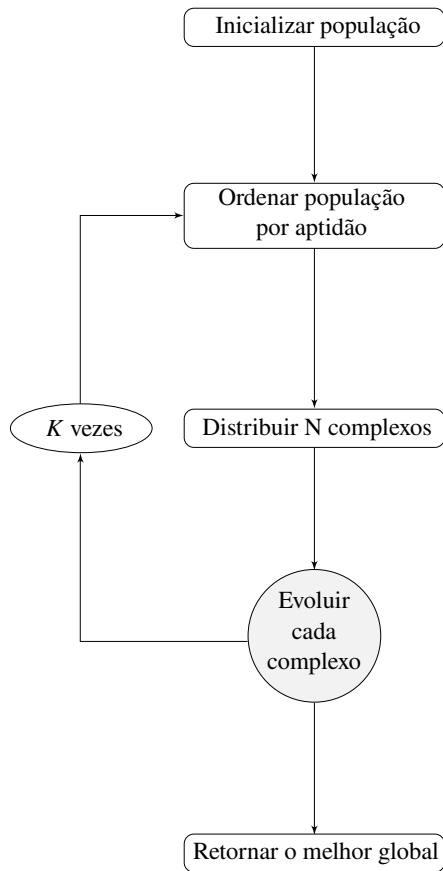 Inicializar população
Ordenar população
por aptidão
K vezes
Distribuir N complexos
Evoluir
cada
complexo
Retornar o melhor global